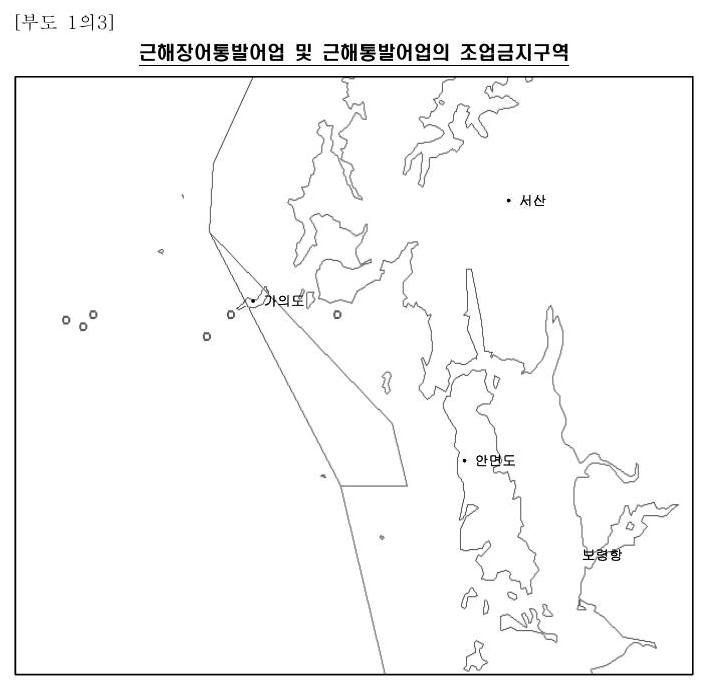 [부도 1의3]
근해장어통발어업 및 근해통발어업의 조업금지구역
서산
가의도
안면도
보령항